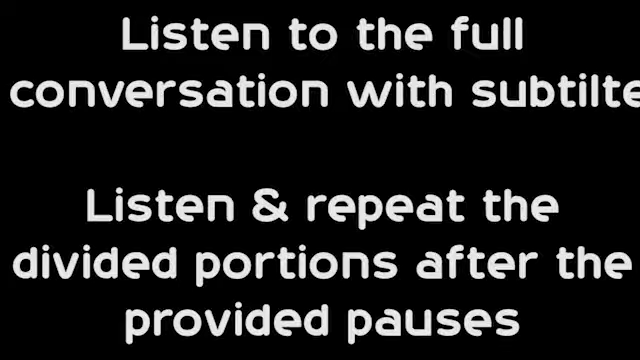 Listen to the full
conversation with subtilte
Listen & repeat the
divided portions after the
provided pauses